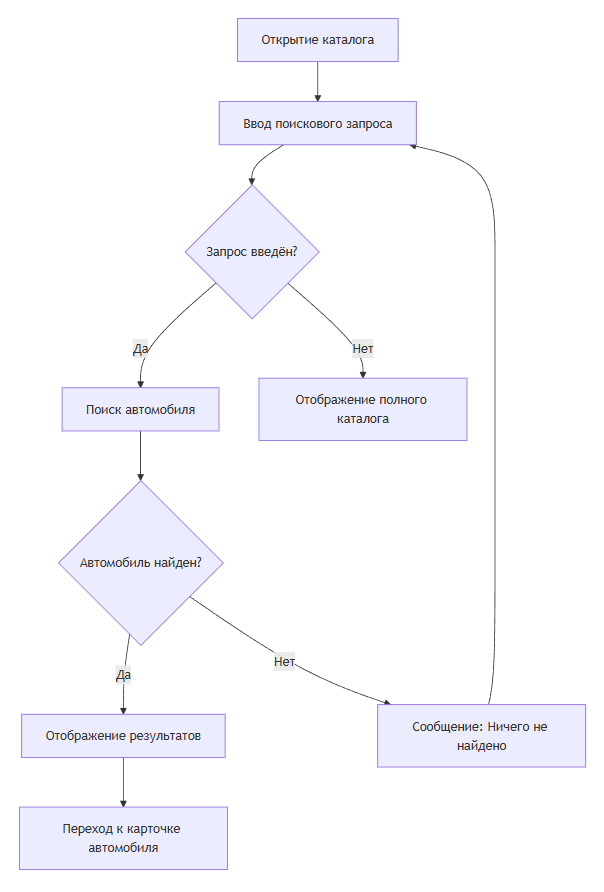 Открытие каталога
Ввод поискового запроса
Запрос введён?
Да
Нет
Поиск автомобиля
Отображение полного
каталога
Автомобиль найден?
Да
Нет
Отображение результатов
Сообщение: Ничего не
найдено
Переход к карточке
автомобиля